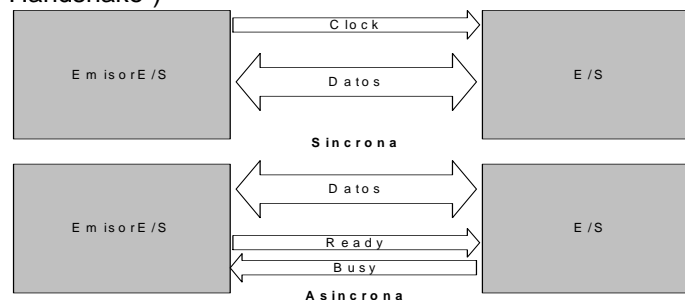 Handshake")
Clock
EmisorE/S
Datos
E/S
Sincrona
Datos
EmisorE/S
E/S
Ready
Busy
Asincrona